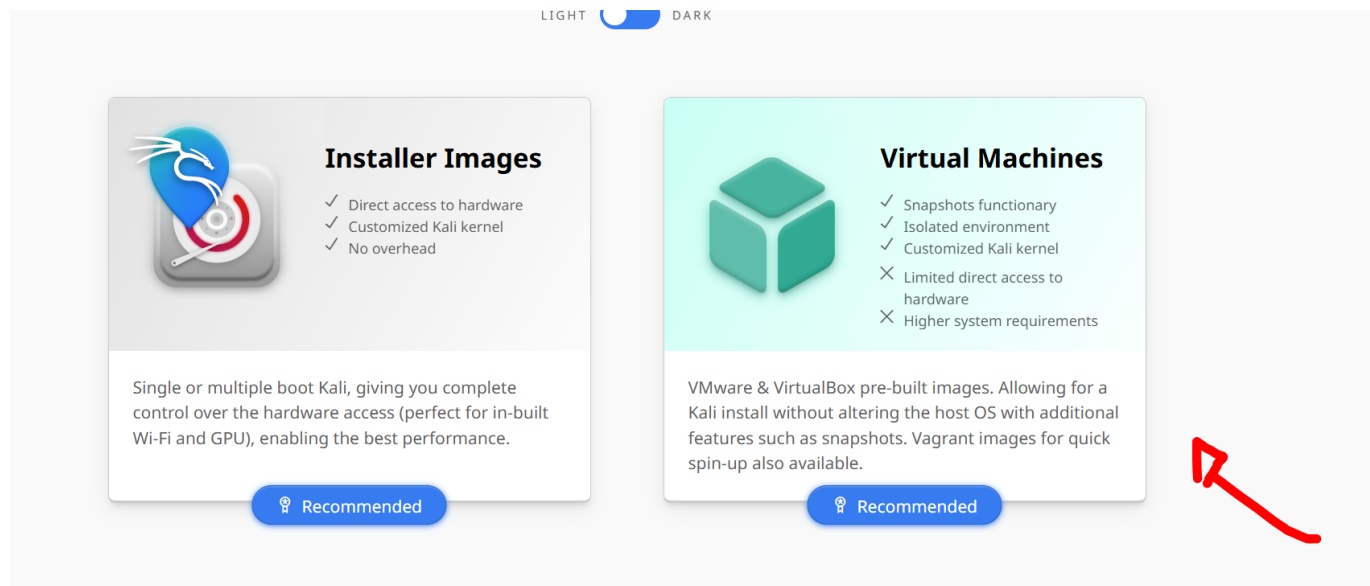 LIGHT DARK
Installer Images
Direct access to hardware
Customized Kali kernel
No overhead
Single or multiple boot Kali, giving you complete
control over the hardware access (perfect for in-built
Wi-Fi and GPU), enabling the best performance.
Recommended
Virtual Machines
Snapshots functionary
Isolated environment
Customized Kali kernel
Limited direct access to
hardware
Higher system requirements
VMware & VirtualBox pre-built images. Allowing for a
Kali install without altering the host OS with additional
features such as snapshots. Vagrant images for quick
spin-up also available.
Recommended